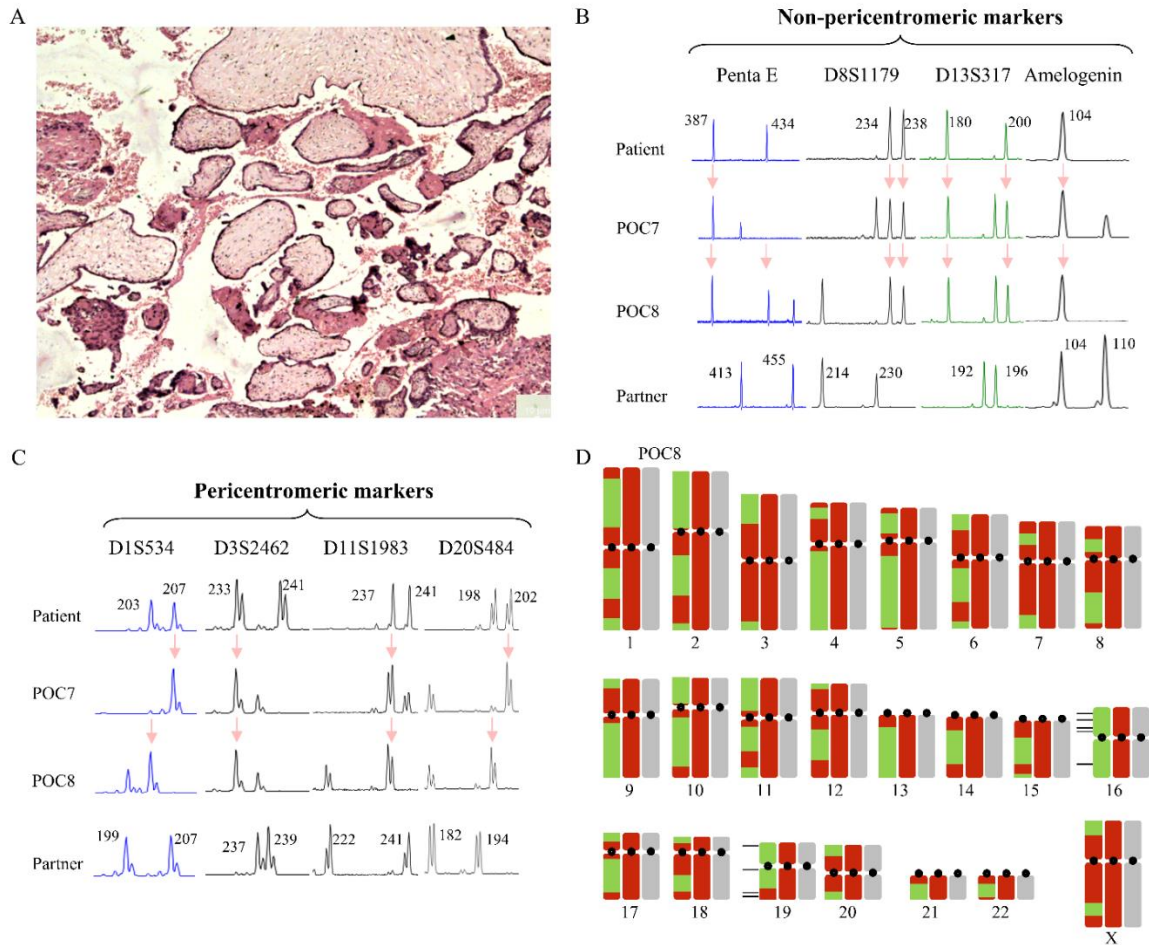 A
B
Non-pericentromeric markers
Penta E D8S1179 D13S317 Amelogenin
Patient 387 434 234 238 180 200 104
POC7
POC8
Partner 413 455 214 230 192 196 104 110
C
Pericentromeric markers
D1S534 D3S2462 D11S1983 D20S484
Patient 203 207 233 241 237 241 198 202
POC7
POC8
Partner 199 207 237 239 222 241 182 194
D
POC8
1 2 3 4 5 6 7 8
9 10 11 12 13 14 15 16
17 18 19 20 21 22 X